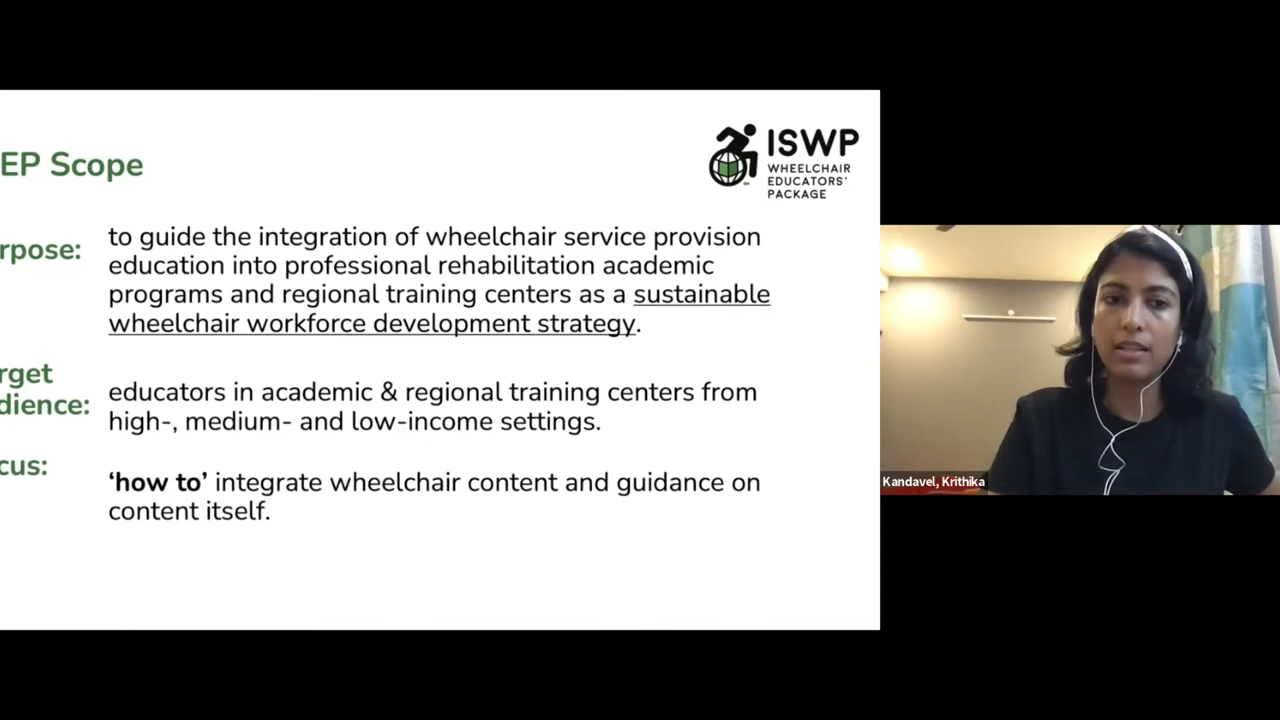 EP Scope
ISWP
WHEELCHAIR
EDUCATORS'
PACKAGE
rpose:
to guide the integration of wheelchair service provision
education into professional rehabilitation academic
programs and regional training centers as a sustainable
wheelchair workforce development strategy.
rget
dience:
educators in academic & regional training centers from
high-, medium- and low-income settings.
cus:
‘how to’ integrate wheelchair content and guidance on
content itself.
Kandavel, Krithika